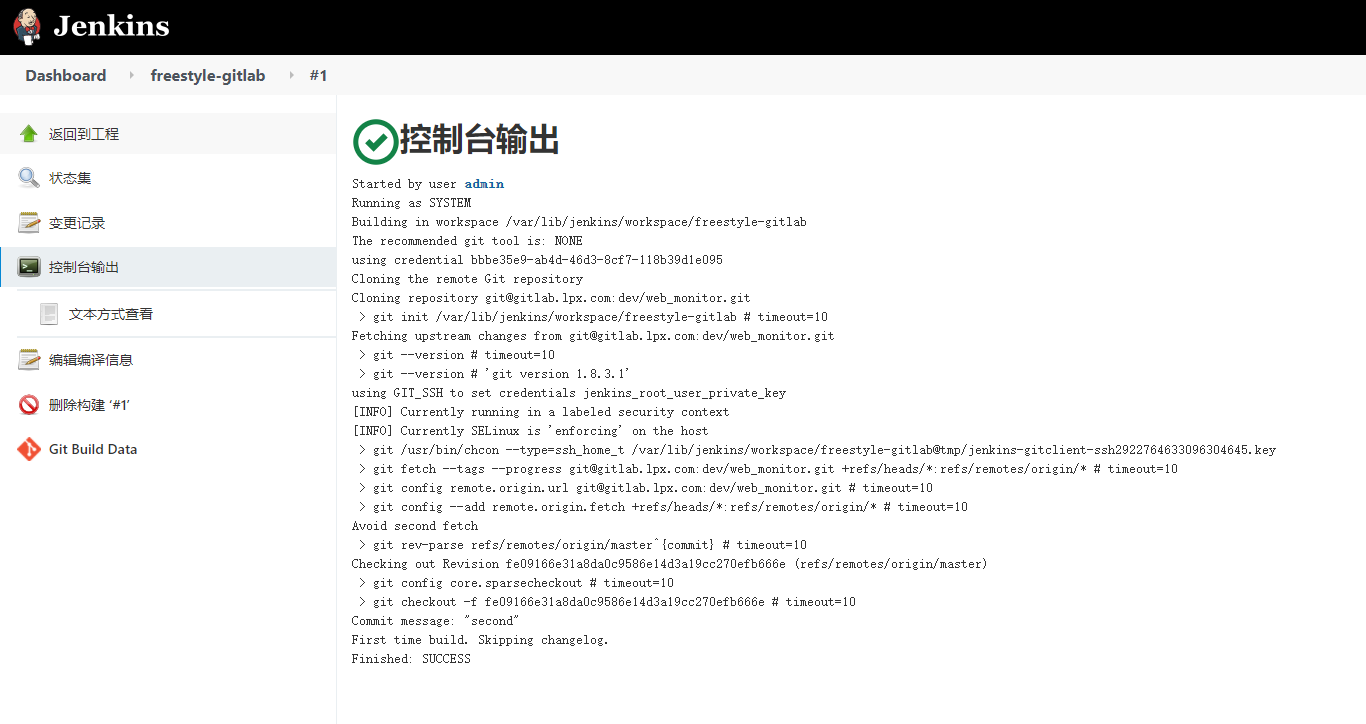 Jenkins
Dashboard
freestyle-gitlab
#1
返回到工程
状态集
变更记录
控制台输出
文本方式查看
编辑编译信息
删除构建 ‘#1’
Git Build Data
控制台输出
Started by user admin
Running as SYSTEM
Building in workspace /var/lib/jenkins/workspace/freestyle-gitlab
The recommended git tool is: NONE
using credential bbbe35e9-ab4d-46d3-8cf7-118b39d1e095
Cloning the remote Git repository
Cloning repository git@gitlab.lpx.com:dev/web_monitor.git
 > git init /var/lib/jenkins/workspace/freestyle-gitlab # timeout=10
Fetching upstream changes from git@gitlab.lpx.com:dev/web_monitor.git
 > git --version # timeout=10
 > git --version # 'git version 1.8.3.1'
using GIT_SSH to set credentials jenkins_root_user_private_key
[INFO] Currently running in a labeled security context
[INFO] Currently SELinux is 'enforcing' on the host
 > git /usr/bin/chcon --type=ssh_home_t /var/lib/jenkins/workspace/freestyle-gitlab@tmp/jenkins-gitclient-ssh2922764633096304645.key
 > git fetch --tags --progress git@gitlab.lpx.com:dev/web_monitor.git +refs/heads/*:refs/remotes/origin/* # timeout=10
 > git config remote.origin.url git@gitlab.lpx.com:dev/web_monitor.git # timeout=10
 > git config --add remote.origin.fetch +refs/heads/*:refs/remotes/origin/* # timeout=10
Avoid second fetch
 > git rev-parse refs/remotes/origin/master^{commit} # timeout=10
Checking out Revision fe09166e31a8da0c9586e14d3a19cc270efb666e (refs/remotes/origin/master)
 > git config core.sparsecheckout # timeout=10
 > git checkout -f fe09166e31a8da0c9586e14d3a19cc270efb666e # timeout=10
Commit message: "second"
First time build. Skipping changelog.
Finished: SUCCESS